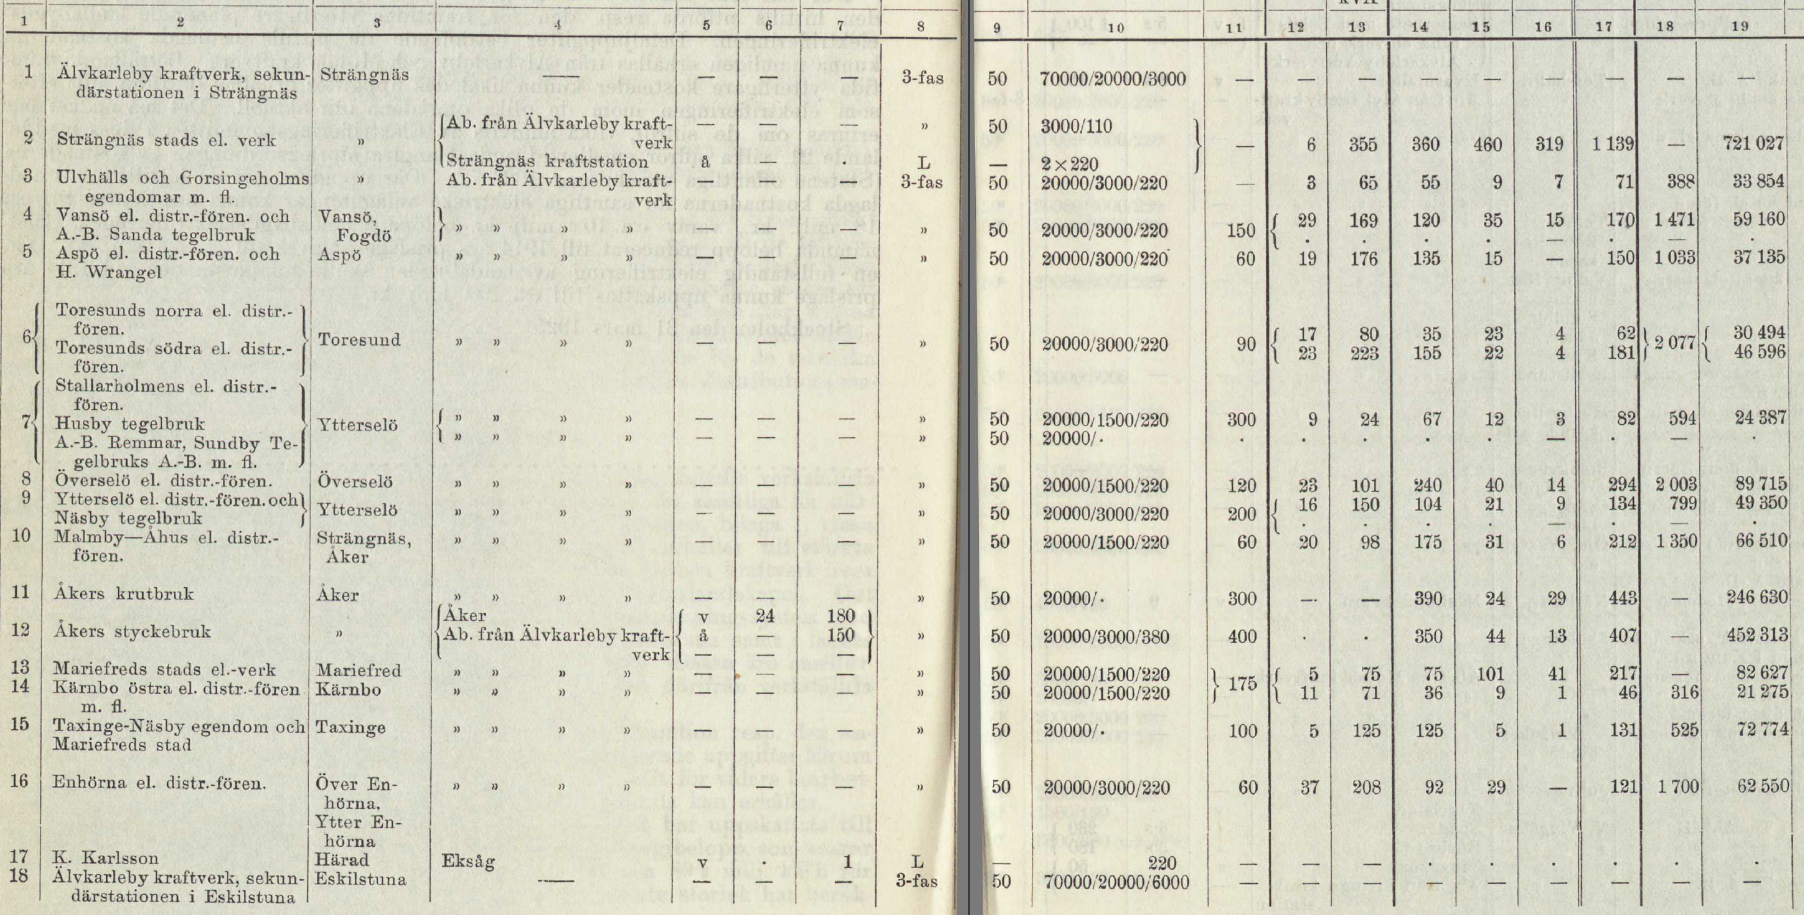 KVA
1 2 3 4 5 6 7 8 9 10 11 12 13 14 15 16 17 18 19
1 Älvkarleby kraftverk, sekun- Strängnäs — — — — 3-fas 50 70000/20000/3000 — — — — — — — — —
därstationen i Strängnäs
Ab. från Älvkarleby kraft- — — — » 50 3000/110
2 Strängnäs stads el. verk » verk — 6 355 360 460 319 1 139 — 721 027
Strängnäs kraftstation å — — L — 2×220
3 Ulvhälls och Gorsingeholms » Ab. från Älvkarleby kraft- — — — 3-fas 50 20000/3000/220 — 3 65 55 9 7 71 388 33 854
egendomar m. fl. verk
4 Vansö el. distr.-fören. och Vansö, 29 169 120 35 15 170 1 471 59 160
A.-B. Sanda tegelbruk Fogdö » » » » — — — » 50 20000/3000/220 150 · · · · — · — ·
5 Aspö el. distr.-fören. och Aspö » » » » — — — » 50 20000/3000/220 60 19 176 135 15 — 150 1 033 37 135
H. Wrangel
Toresunds norra el. distr.-
fören. 17 80 35 23 4 62 30 494
6 Toresund » » » » — — — » 50 20000/3000/220 90 2 077
Toresunds södra el. distr.- 23 223 155 22 4 181 46 596
fören.
Stallarholmens el. distr.-
fören.
7 Husby tegelbruk Ytterselö » » » » — — — » 50 20000/1500/220 300 9 24 67 12 3 82 594 24 387
A.-B. Remmar, Sundby Te- » » » » — — — » 50 20000/· · · · · · — · — ·
gelbruks A.-B. m. fl.
8 Överselö el. distr.-fören. Överselö » » » » — — — » 50 20000/1500/220 120 23 101 240 40 14 294 2 003 89 715
9 Ytterselö el. distr.-fören. och Ytterselö » » » » — — — » 50 20000/3000/220 200 16 150 104 21 9 134 799 49 350
Näsby tegelbruk · · · · — · — ·
10 Malmby—Åhus el. distr.- Strängnäs, » » » » — — — » 50 20000/1500/220 60 20 98 175 31 6 212 1 350 66 510
fören. Åker
11 Åkers krutbruk Åker » » » » — — — » 50 20000/· 300 — — 390 24 29 443 — 246 630
Åker v 24 180
12 Åkers styckebruk » Ab. från Älvkarleby kraft- å 150 » 50 20000/3000/380 400 · · 350 44 13 407 — 452 313
verk — — —
13 Mariefreds stads el.-verk Mariefred » » » » — — — » 50 20000/1500/220 175 5 75 75 101 41 217 — 82 627
14 Kärnbo östra el. distr.-fören Kärnbo » » » » — — — » 50 20000/1500/220 11 71 36 9 1 46 316 21 275
m. fl.
15 Taxinge-Näsby egendom och Taxinge » » » » — — — » 50 20000/· 100 5 125 125 5 1 131 525 72 774
Mariefreds stad
16 Enhörna el. distr.-fören. Över En- » » » » — — — » 50 20000/3000/220 60 37 208 92 29 — 121 1 700 62 550
hörna,
Ytter En-
hörna
17 K. Karlsson Härad Eksåg v · 1 L — 220 — — — · · · · · ·
18 Älvkarleby kraftverk, sekun- Eskilstuna — — — — 3-fas 50 70000/20000/6000 — — — — — — — — —
därstationen i Eskilstuna